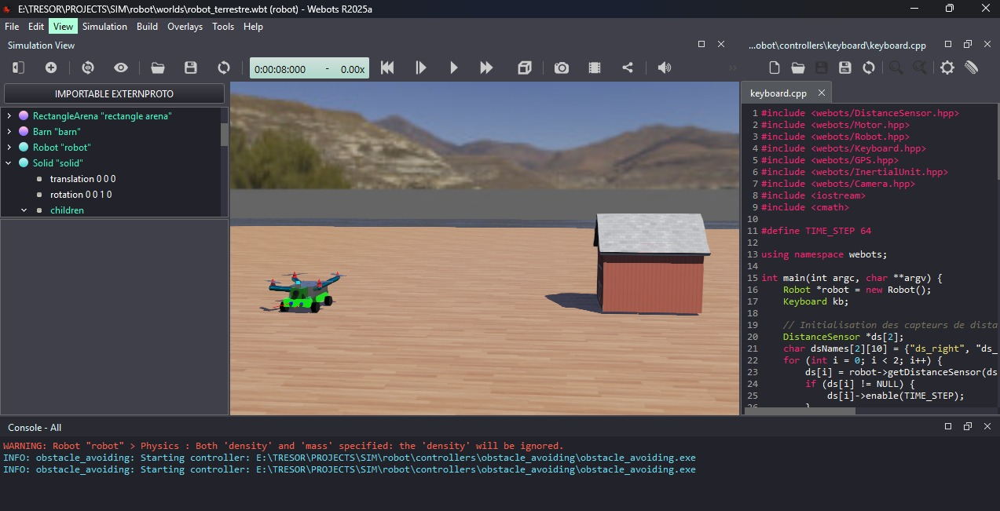 E:\TRESOR\PROJECTS\SIM\robot\worlds\robot_terrestre.wbt (robot) - Webots R2025a
File Edit View Simulation Build Overlays Tools Help
Simulation View
...obot\controllers\keyboard\keyboard.cpp
0:00:08:000 - 0.00x
IMPORTABLE EXTERNPROTO
RectangleArena "rectangle arena"
Barn "barn"
Robot "robot"
Solid "solid"
translation 0 0 0
rotation 0 0 1 0
children
keyboard.cpp
1 #include <webots/DistanceSensor.hpp>
2 #include <webots/Motor.hpp>
3 #include <webots/Robot.hpp>
4 #include <webots/Keyboard.hpp>
5 #include <webots/GPS.hpp>
6 #include <webots/InertialUnit.hpp>
7 #include <webots/Camera.hpp>
8 #include <iostream>
9 #include <cmath>
10
11 #define TIME_STEP 64
12
13 using namespace webots;
14
15 int main(int argc, char **argv) {
16 Robot *robot = new Robot();
17 Keyboard kb;
18
19 // Initialisation des capteurs de dista
20 DistanceSensor *ds[2];
21 char dsNames[2][10] = {"ds_right", "ds_
22 for (int i = 0; i < 2; i++) {
23 ds[i] = robot->getDistanceSensor(ds
24 if (ds[i] != NULL) {
25 ds[i]->enable(TIME_STEP);
26 }
Console - All
WARNING: Robot "robot" > Physics : Both 'density' and 'mass' specified: the 'density' will be ignored.
INFO: obstacle_avoiding: Starting controller: E:\TRESOR\PROJECTS\SIM\robot\controllers\obstacle_avoiding\obstacle_avoiding.exe
INFO: obstacle_avoiding: Starting controller: E:\TRESOR\PROJECTS\SIM\robot\controllers\obstacle_avoiding\obstacle_avoiding.exe